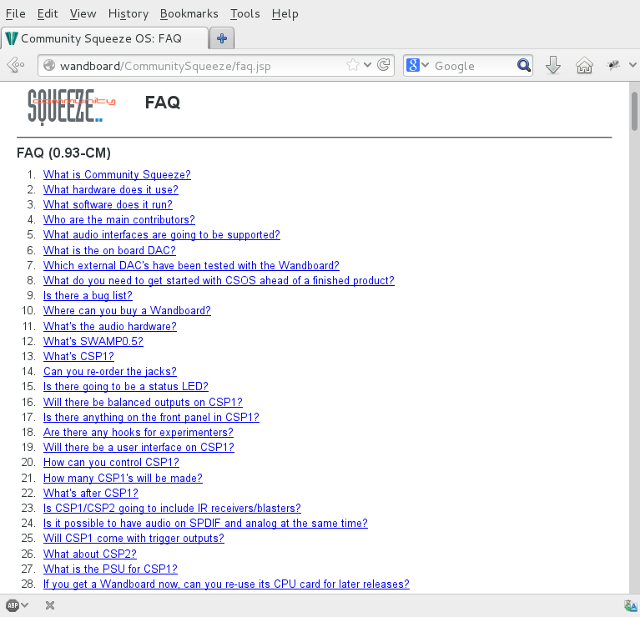 File Edit View History Bookmarks Tools Help
Community Squeeze OS: FAQ
wandboard/CommunitySqueeze/faq.jsp
Google
SQUEEZE community
FAQ
FAQ (0.93-CM)
1. What is Community Squeeze?
2. What hardware does it use?
3. What software does it run?
4. Who are the main contributors?
5. What audio interfaces are going to be supported?
6. What is the on board DAC?
7. Which external DAC's have been tested with the Wandboard?
8. What do you need to get started with CSOS ahead of a finished product?
9. Is there a bug list?
10. Where can you buy a Wandboard?
11. What's the audio hardware?
12. What's SWAMP0.5?
13. What's CSP1?
14. Can you re-order the jacks?
15. Is there going to be a status LED?
16. Will there be balanced outputs on CSP1?
17. Is there anything on the front panel in CSP1?
18. Are there any hooks for experimenters?
19. Will there be a user interface on CSP1?
20. How can you control CSP1?
21. How many CSP1's will be made?
22. What's after CSP1?
23. Is CSP1/CSP2 going to include IR receivers/blasters?
24. Is it possible to have audio on SPDIF and analog at the same time?
25. Will CSP1 come with trigger outputs?
26. What about CSP2?
27. What is the PSU for CSP1?
28. If you get a Wandboard now, can you re-use its CPU card for later releases?
ABP